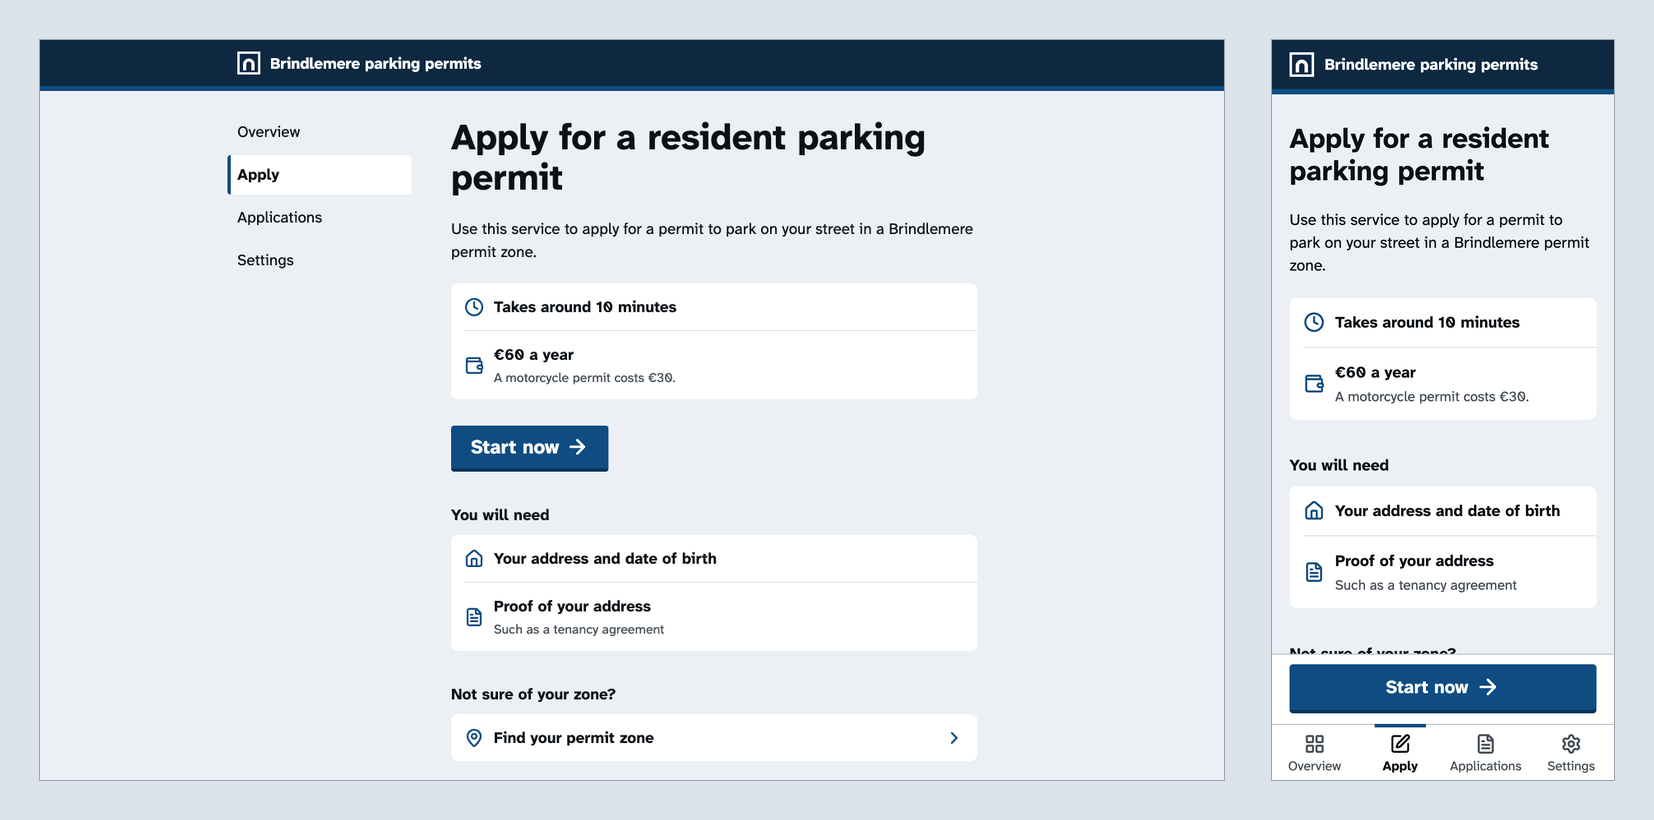 Brindlemere parking permits
Overview
Apply
Applications
Settings
Apply for a resident parking
permit
Use this service to apply for a permit to park on your street in a Brindlemere
permit zone.
Takes around 10 minutes
€60 a year
A motorcycle permit costs €30.
Start now
You will need
Your address and date of birth
Proof of your address
Such as a tenancy agreement
Not sure of your zone?
Find your permit zone
Brindlemere parking permits
Apply for a resident
parking permit
Use this service to apply for a permit to
park on your street in a Brindlemere permit
zone.
Takes around 10 minutes
€60 a year
A motorcycle permit costs €30.
You will need
Your address and date of birth
Proof of your address
Such as a tenancy agreement
Not sure of your zone?
Start now
Overview
Apply
Applications
Settings